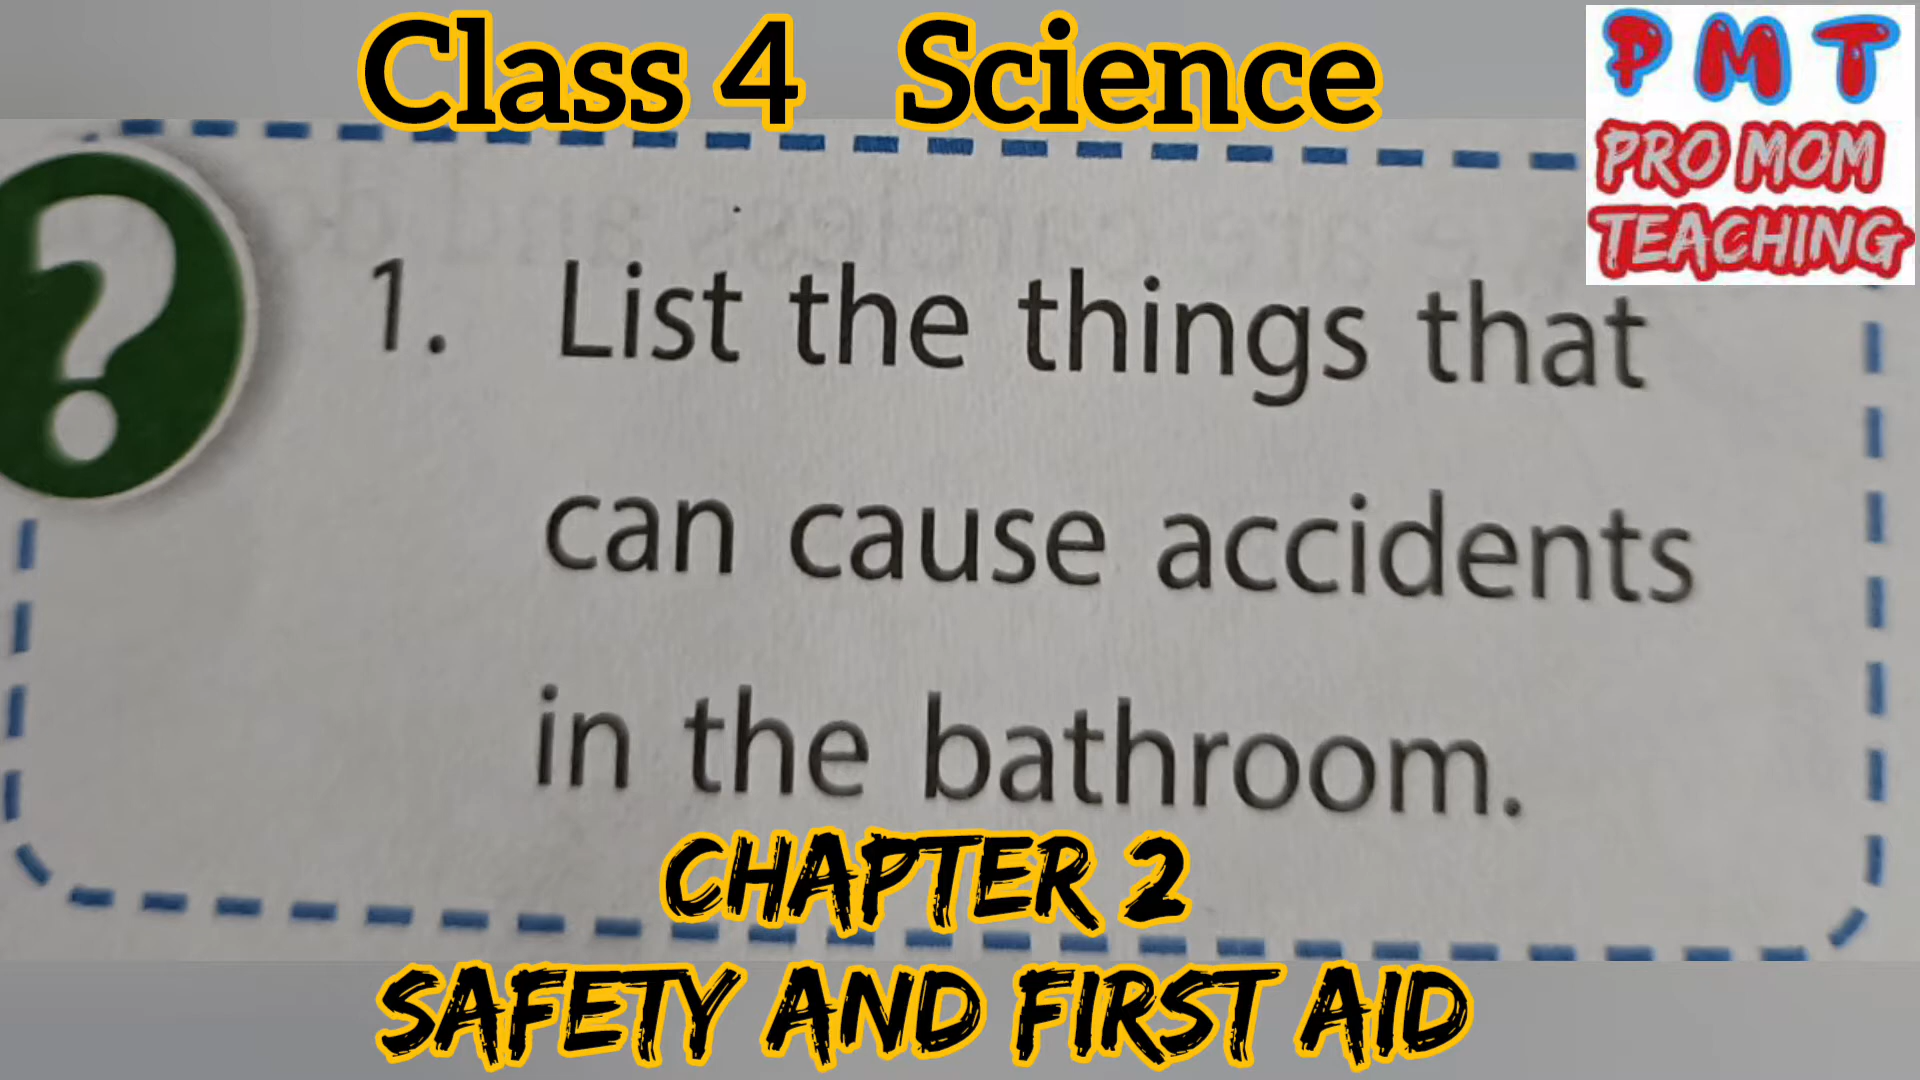 Class 4 Science
PMT
PRO MOM
TEACHING
?
1. List the things that
can cause accidents
in the bathroom.
CHAPTER 2
SAFETY AND FIRST AID